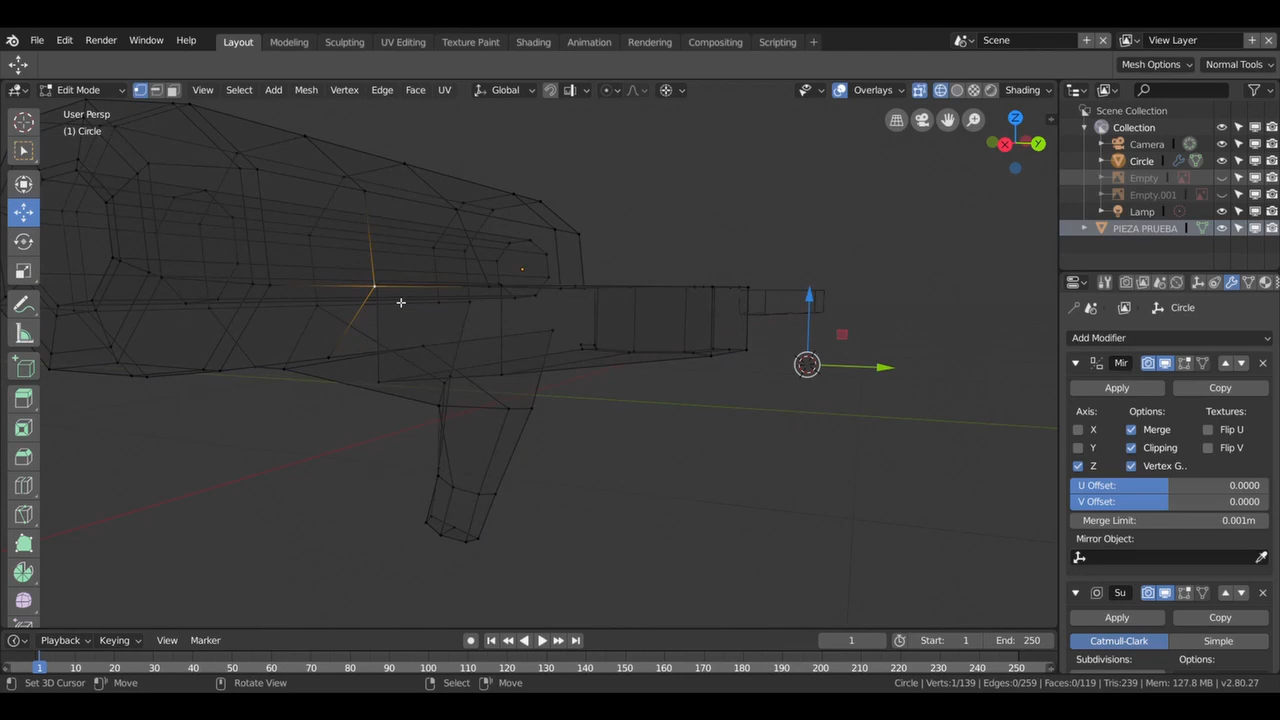 File Edit Render Window Help Layout Modeling Sculpting UV Editing Texture Paint Shading Animation Rendering Compositing Scripting + Scene View Layer
Mesh Options Normal Tools
Edit Mode View Select Add Mesh Vertex Edge Face UV Global Overlays Shading
User Persp
(1) Circle
Z
X
Y
Scene Collection
Collection
Camera
Circle
Empty
Empty.001
Lamp
PIEZA PRUEBA
Circle
Add Modifier
Mir
Apply Copy
Axis: Options: Textures:
X Merge Flip U
Y Clipping Flip V
Z Vertex G..
U Offset: 0.0000
V Offset: 0.0000
Merge Limit: 0.001m
Mirror Object:
Su
Apply Copy
Catmull-Clark Simple
Subdivisions: Options:
Playback Keying View Marker 1 Start: 1 End: 250
1 10 20 30 40 50 60 70 80 90 100 110 120 130 140 150 160 170 180 190 200 210 220 230 240 250
Set 3D Cursor Move Rotate View Select Move Circle | Verts:1/139 | Edges:0/259 | Faces:0/119 | Tris:239 | Mem: 127.8 MB | v2.80.27